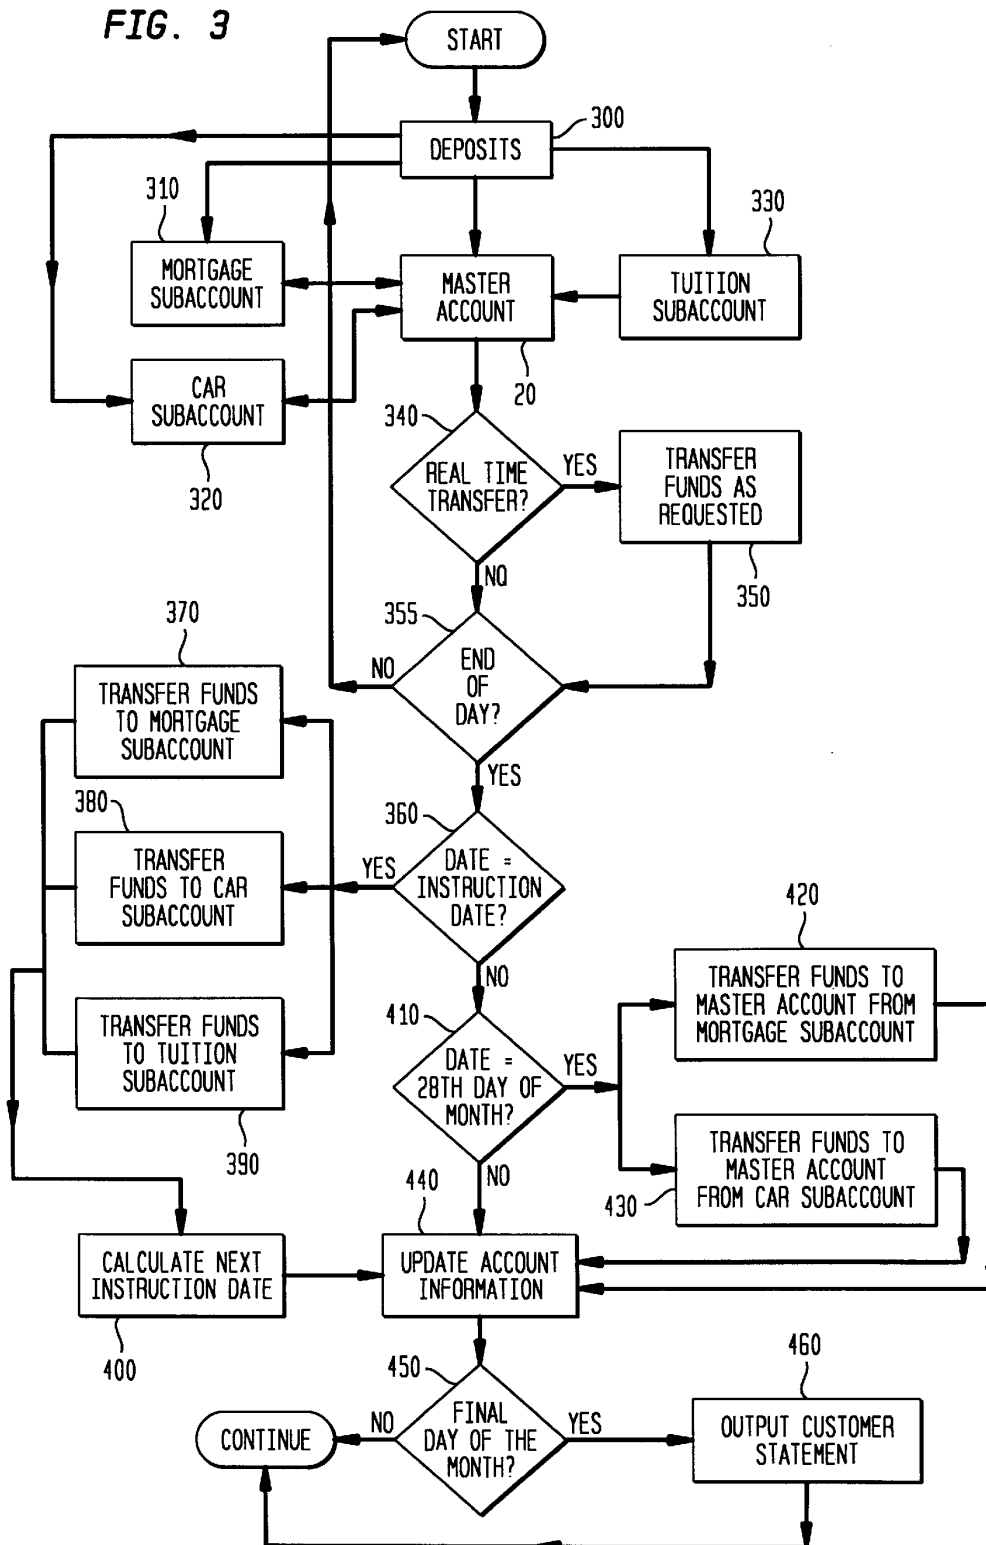 FIG. 3
START
300
DEPOSITS
310
330
MORTGAGE
SUBACCOUNT
MASTER
ACCOUNT
TUITION
SUBACCOUNT
20
CAR
SUBACCOUNT
320
340
REAL TIME
TRANSFER?
YES
TRANSFER
FUNDS AS
REQUESTED
350
NO
355
END
OF
DAY?
NO
YES
370
TRANSFER FUNDS
TO MORTGAGE
SUBACCOUNT
380
TRANSFER
FUNDS TO CAR
SUBACCOUNT
360
DATE =
INSTRUCTION
DATE?
YES
NO
TRANSFER FUNDS
TO TUITION
SUBACCOUNT
390
410
DATE =
28TH DAY OF
MONTH?
YES
NO
420
TRANSFER FUNDS TO
MASTER ACCOUNT FROM
MORTGAGE SUBACCOUNT
TRANSFER FUNDS TO
MASTER ACCOUNT
FROM CAR SUBACCOUNT
430
440
CALCULATE NEXT
INSTRUCTION DATE
400
UPDATE ACCOUNT
INFORMATION
450
FINAL
DAY OF THE
MONTH?
NO
YES
CONTINUE
460
OUTPUT CUSTOMER
STATEMENT